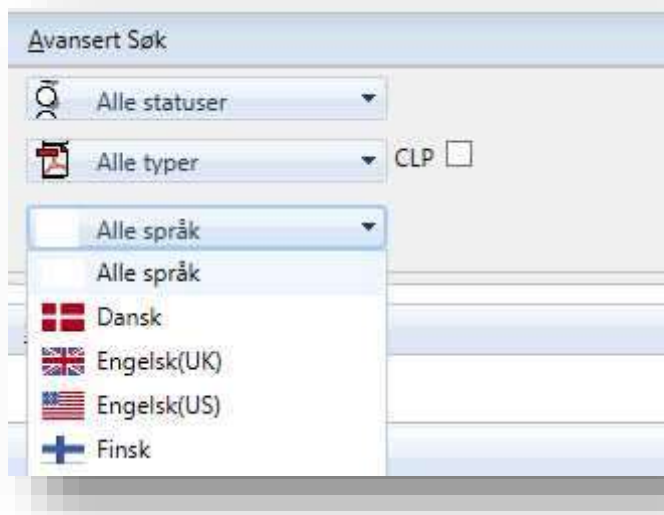 Avansert Søk
Alle statuser
Alle typer CLP
Alle språk
Alle språk
Dansk
Engelsk(UK)
Engelsk(US)
Finsk